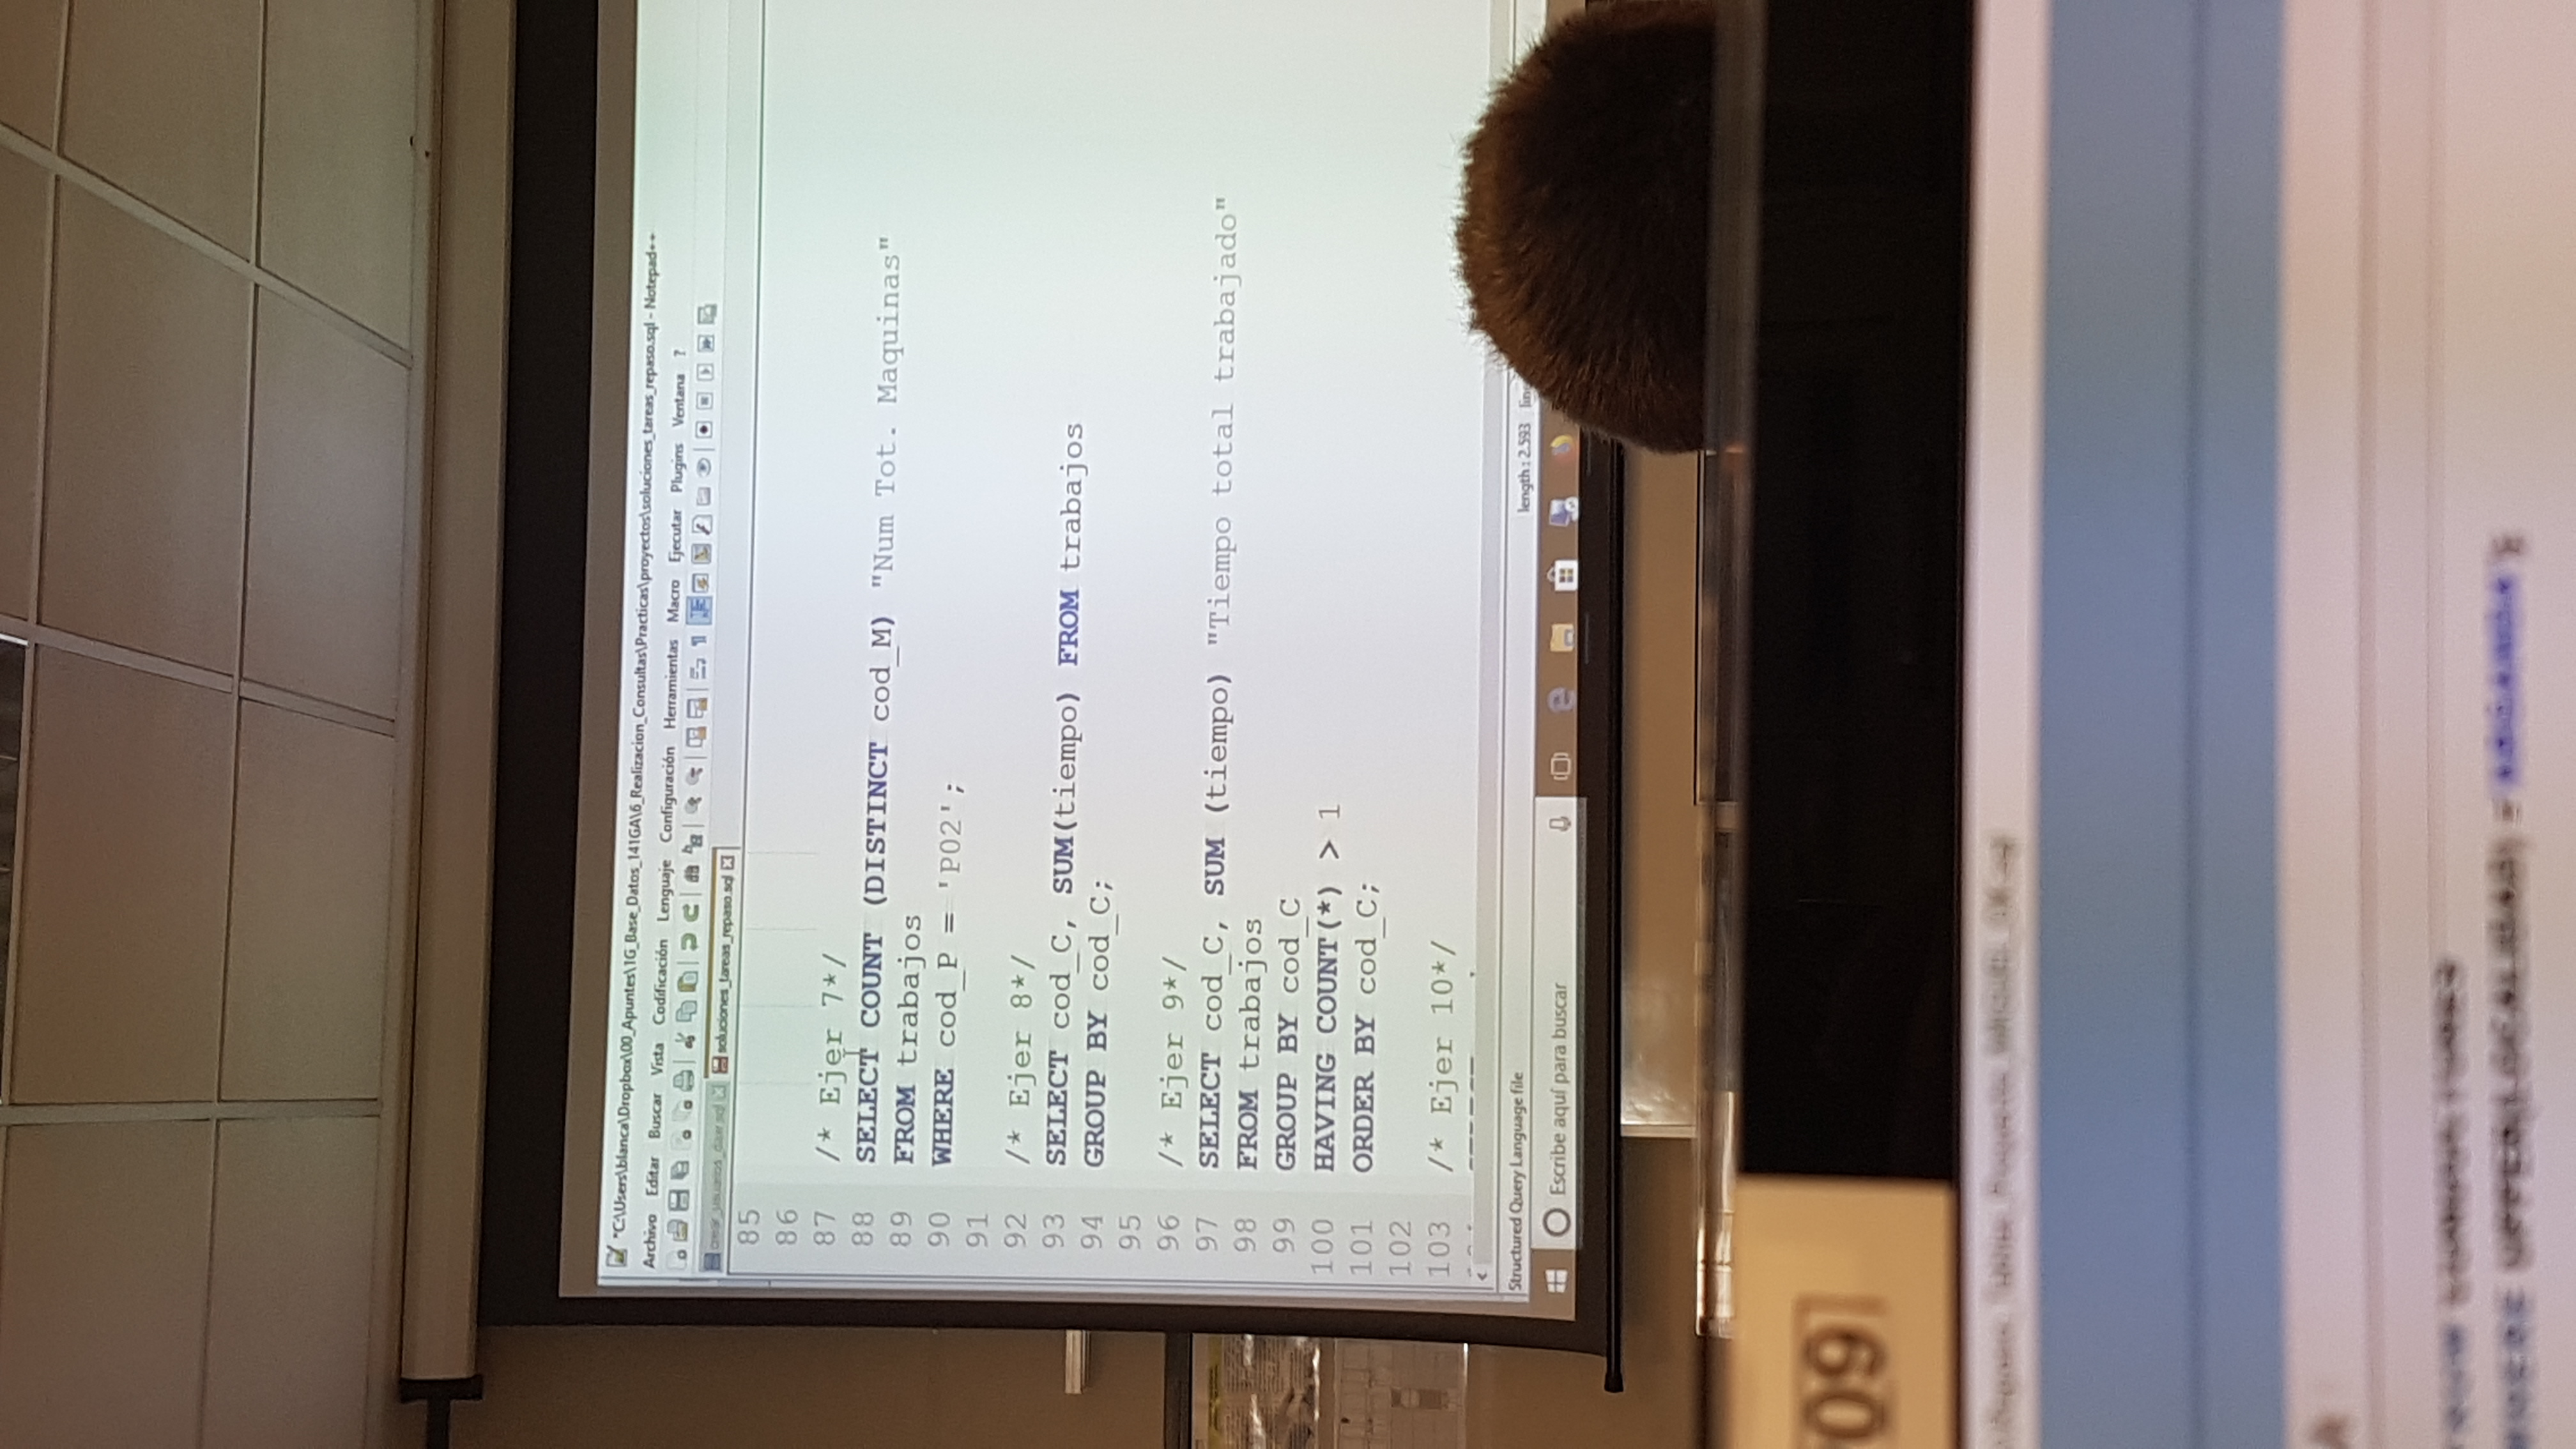 *C:\Users\blanca\Dropbox\00_Apuntes\1G_Base_Datos_141GA\6_Realizacion_Consultas\Practicas\proyectos\soluciones_tareas_repaso.sql - Notepad++
Archivo Editar Buscar Vista Codificación Lenguaje Configuración Herramientas Macro Ejecutar Plugins Ventana ?
soluciones_tareas_repaso.sql
85
86
87 /* Ejer 7*/
88 SELECT COUNT (DISTINCT cod_M) "Num Tot. Maquinas"
89 FROM trabajos
90 WHERE cod_P = 'P02';
91
92 /* Ejer 8*/
93 SELECT cod_C, SUM(tiempo) FROM trabajos
94 GROUP BY cod_C;
95
96 /* Ejer 9*/
97 SELECT cod_C, SUM (tiempo) "Tiempo total trabajado"
98 FROM trabajos
99 GROUP BY cod_C
100 HAVING COUNT(*) > 1
101 ORDER BY cod_C;
102
103 /* Ejer 10*/
Structured Query Language file length : 2.593
Escribe aquí para buscar
09
WHERE UPPER(LOCALIDAD) =